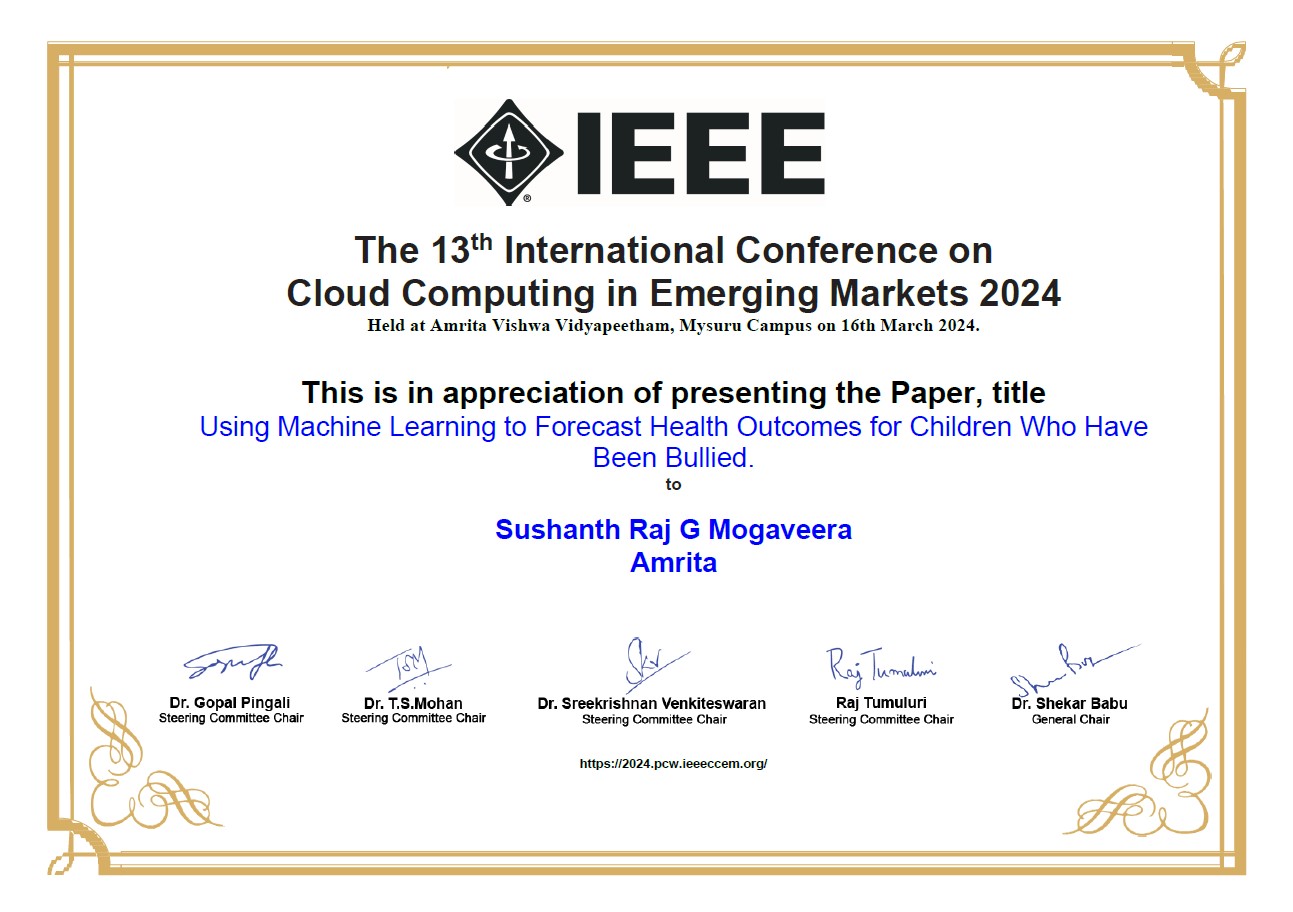 IEEE
®
The 13th International Conference on
Cloud Computing in Emerging Markets 2024
Held at Amrita Vishwa Vidyapeetham, Mysuru Campus on 16th March 2024.
This is in appreciation of presenting the Paper, title
Using Machine Learning to Forecast Health Outcomes for Children Who Have
Been Bullied.
to
Sushanth Raj G Mogaveera
Amrita
Raj Tumuluri
Dr. Gopal Pingali Dr. T.S.Mohan Dr. Sreekrishnan Venkiteswaran Raj Tumuluri Dr. Shekar Babu
Steering Committee Chair Steering Committee Chair Steering Committee Chair Steering Committee Chair General Chair
https://2024.pcw.ieeeccem.org/